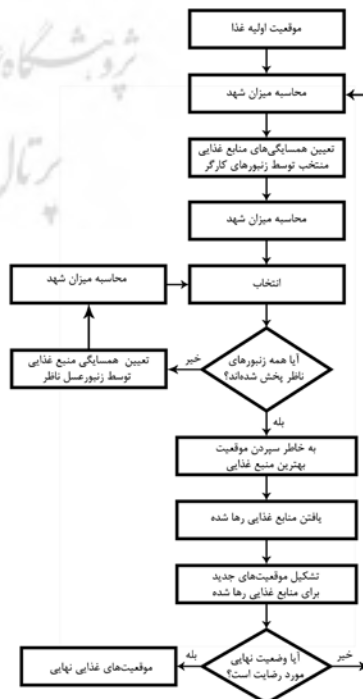 موقعیت اولیه غذا
محاسبه میزان شهد
تعیین همسایگی‌های منابع غذایی
منتخب توسط زنبورهای کارگر
محاسبه میزان شهد
محاسبه میزان شهد
انتخاب
آیا همه زنبورهای
ناظر پخش شده‌اند؟
خیر
تعیین همسایگی منبع غذایی
توسط زنبورعسل ناظر
بله
به خاطر سپردن موقعیت
بهترین منبع غذایی
یافتن منابع غذایی رها شده
تشکیل موقعیت‌های جدید
برای منابع غذایی رها شده
آیا وضعیت نهایی
مورد رضایت است؟
خیر
بله
موقعیت‌های غذایی نهایی